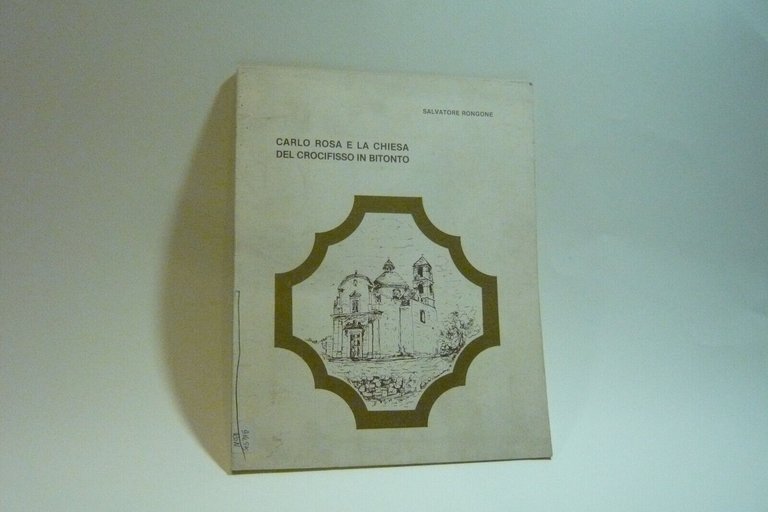 SALVATORE RONGONE
CARLO ROSA E LA CHIESA
DEL CROCIFISSO IN BITONTO